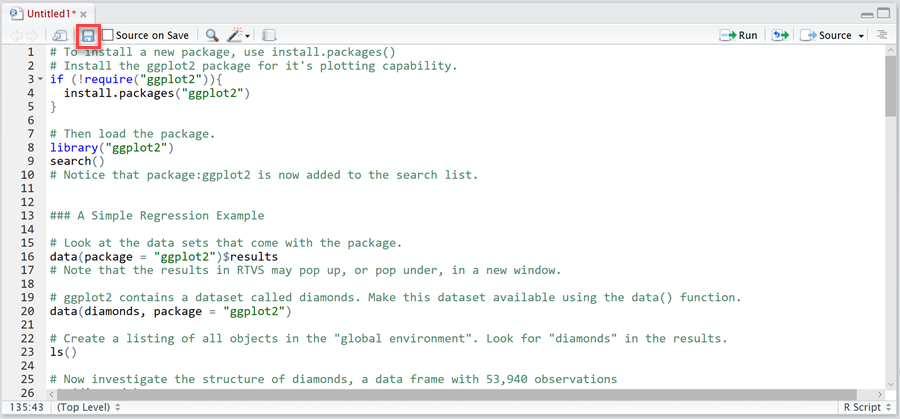 Untitled1*
Source on Save
Run
Source
1 # To install a new package, use install.packages()
2 # Install the ggplot2 package for it's plotting capability.
3 if (!require("ggplot2")){
4 install.packages("ggplot2")
5 }
6
7 # Then load the package.
8 library("ggplot2")
9 search()
10 # Notice that package:ggplot2 is now added to the search list.
11
12
13 ### A Simple Regression Example
14
15 # Look at the data sets that come with the package.
16 data(package = "ggplot2")$results
17 # Note that the results in RTVS may pop up, or pop under, in a new window.
18
19 # ggplot2 contains a dataset called diamonds. Make this dataset available using the data() function.
20 data(diamonds, package = "ggplot2")
21
22 # Create a listing of all objects in the "global environment". Look for "diamonds" in the results.
23 ls()
24
25 # Now investigate the structure of diamonds, a data frame with 53,940 observations
26
135:43 (Top Level) R Script